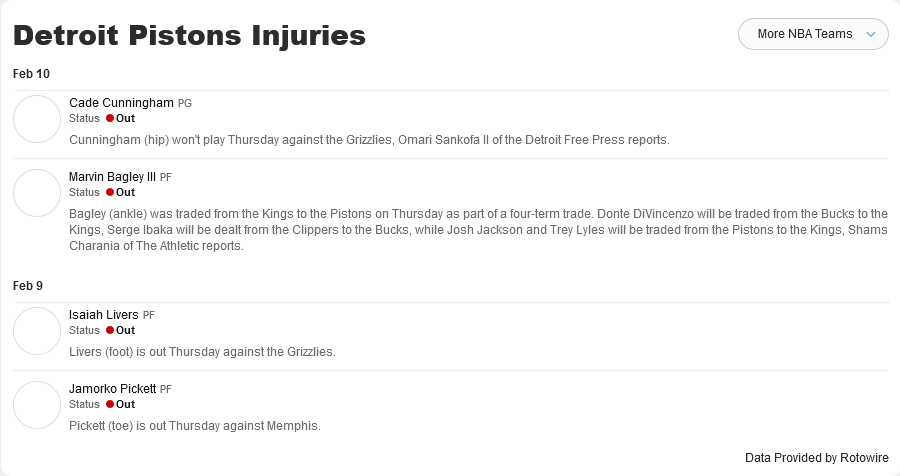 Detroit Pistons Injuries
More NBA Teams
Feb 10
Cade Cunningham PG
Status Out
Cunningham (hip) won't play Thursday against the Grizzlies, Omari Sankofa II of the Detroit Free Press reports.
Marvin Bagley III PF
Status Out
Bagley (ankle) was traded from the Kings to the Pistons on Thursday as part of a four-term trade. Donte DiVincenzo will be traded from the Bucks to the
Kings, Serge Ibaka will be dealt from the Clippers to the Bucks, while Josh Jackson and Trey Lyles will be traded from the Pistons to the Kings, Shams
Charania of The Athletic reports.
Feb 9
Isaiah Livers PF
Status Out
Livers (foot) is out Thursday against the Grizzlies.
Jamorko Pickett PF
Status Out
Pickett (toe) is out Thursday against Memphis.
Data Provided by Rotowire